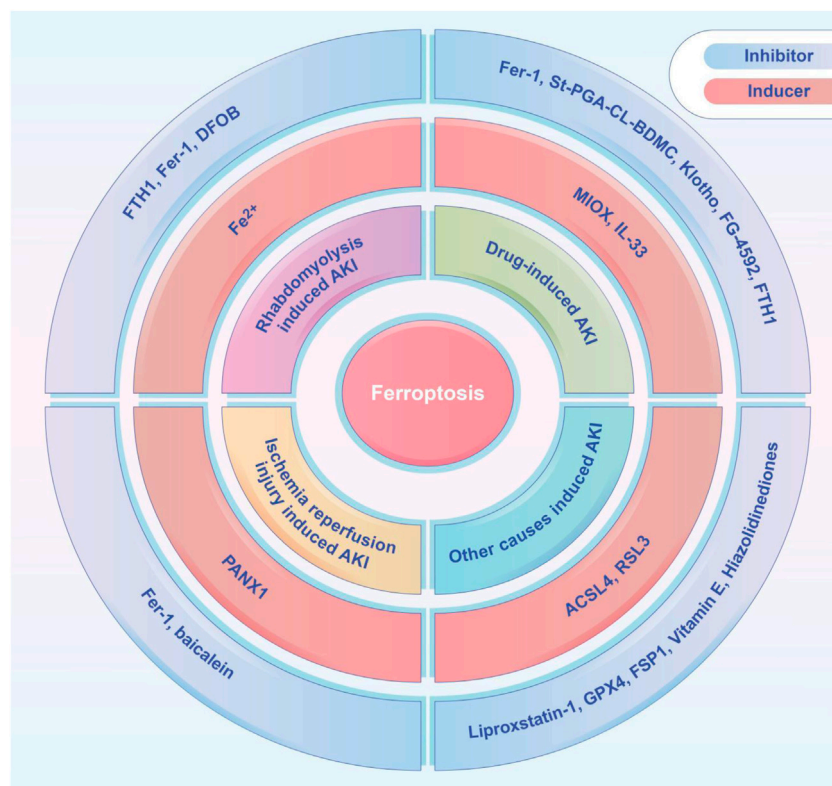 Inhibitor
Inducer
FTH1, Fer-1, DFOB
Fer-1, St-PGA-CL-BDMC, Klotho, FG-4592, FTH1
Fe²⁺
MIOX, IL-33
Rhabdomyolysis
induced AKI
Drug-induced AKI
Ferroptosis
Ischemia reperfusion
injury induced AKI
Other causes induced AKI
PANX1
ACSL4, RSL3
Fer-1, baicalein
Liproxstatin-1, GPX4, FSP1, Vitamin E, Hiazolidinediones